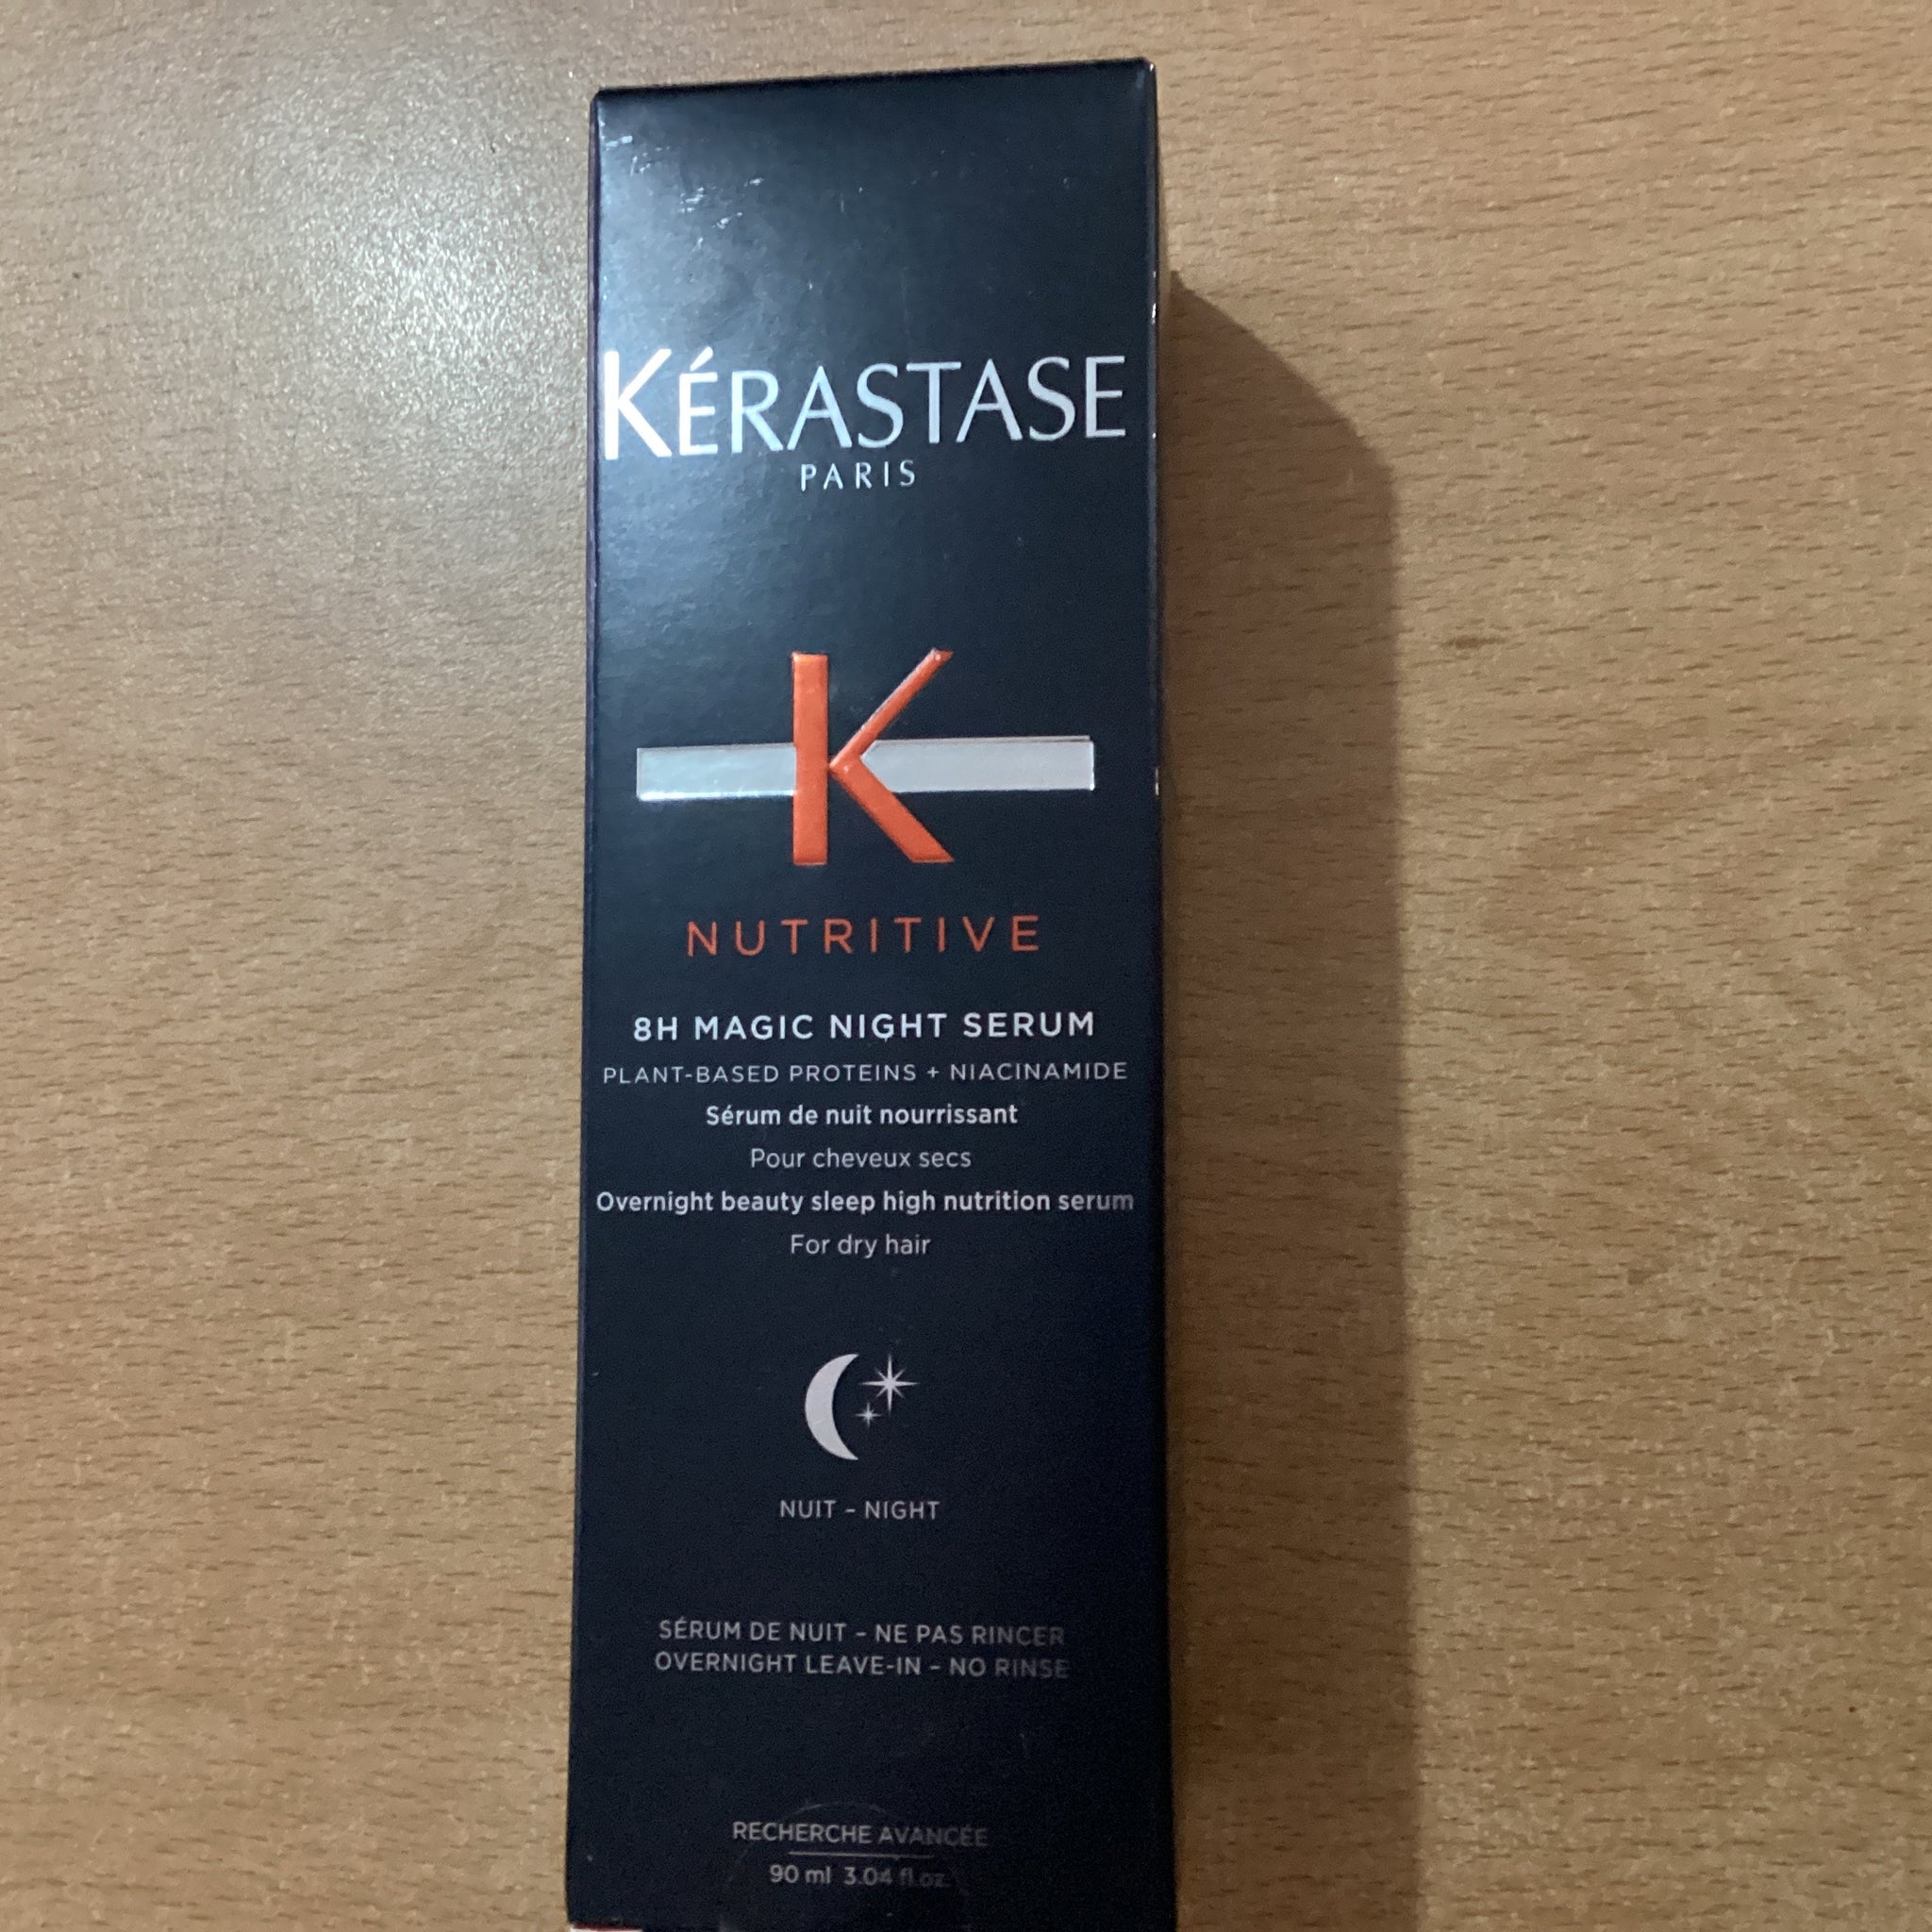 KÉRASTASE
PARIS
K
NUTRITIVE
8H MAGIC NIGHT SERUM
PLANT-BASED PROTEINS + NIACINAMIDE
Sérum de nuit nourrissant
Pour cheveux secs
Overnight beauty sleep high nutrition serum
For dry hair
NUIT – NIGHT
SÉRUM DE NUIT – NE PAS RINCER
OVERNIGHT LEAVE-IN – NO RINSE
RECHERCHE AVANCÉE
90 ml 3.04 fl.oz.